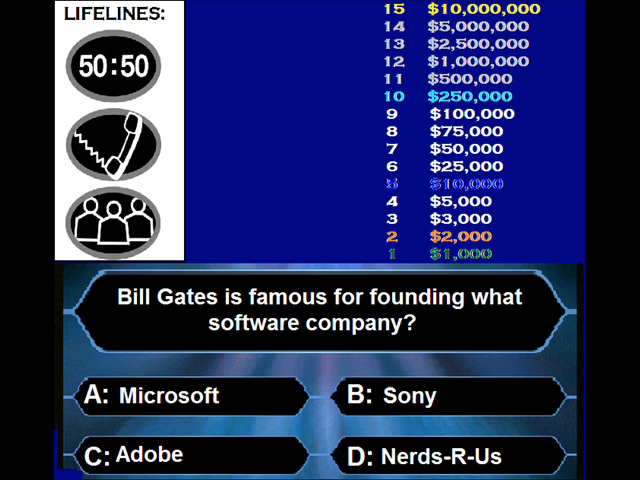 LIFELINES:
50:50
15 $10,000,000
14 $5,000,000
13 $2,500,000
12 $1,000,000
11 $500,000
10 $250,000
9 $100,000
8 $75,000
7 $50,000
6 $25,000
5 $10,000
4 $5,000
3 $3,000
2 $2,000
1 $1,000
Bill Gates is famous for founding what
software company?
A: Microsoft
B: Sony
C: Adobe
D: Nerds-R-Us